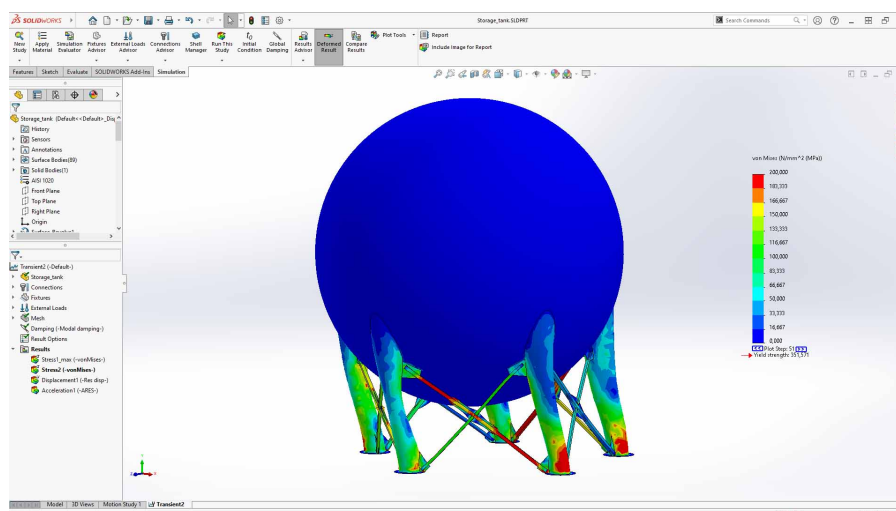 SOLIDWORKS
Storage_tank.SLDPRT
Search Commands
New Study
Apply Material
Simulation Evaluator
Fixtures Advisor
External Loads Advisor
Connections Advisor
Shell Manager
Run This Study
Initial Condition
Global Damping
Results Advisor
Deformed Result
Compare Results
Plot Tools
Report
Include Image for Report
Features Sketch Evaluate SOLIDWORKS Add-Ins Simulation
Storage_tank (Default<<Default>_Disp
History
Sensors
Annotations
Surface Bodies(89)
Solid Bodies(1)
AISI 1020
Front Plane
Top Plane
Right Plane
Origin
Transient2 (-Default-)
Storage_tank
Connections
Fixtures
External Loads
Mesh
Damping (-Model damping-)
Result Options
Results
Stress1_max (-vonMises-)
Stress2 (-vonMises-)
Displacement1 (-Res disp-)
Acceleration1 (-ARES-)
von Mises (N/mm^2 (MPa))
200,000
183,333
166,667
150,000
133,333
116,667
100,000
83,333
66,667
50,000
33,333
16,667
0,000
Plot Step: 51
Yield strength: 351,571
Model 3D Views Motion Study 1 Transient2